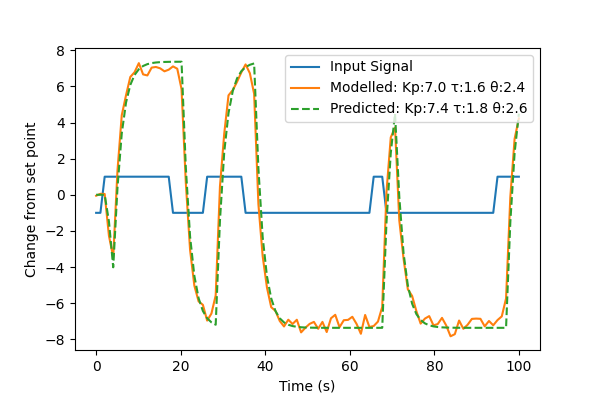 8
6
4
2
0
−2
−4
−6
−8
Change from set point
Input Signal
Modelled: Kp:7.0 τ:1.6 θ:2.4
Predicted: Kp:7.4 τ:1.8 θ:2.6
0 20 40 60 80 100
Time (s)